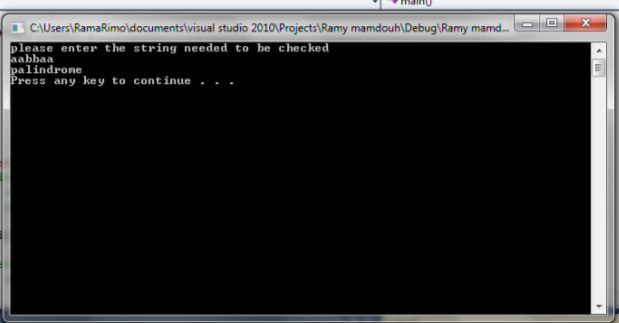 main()
C:\Users\RamaRimo\documents\visual studio 2010\Projects\Ramy mamdouh\Debug\Ramy mamd...
please enter the string needed to be checked
aabbaa
palindrome
Press any key to continue . . .